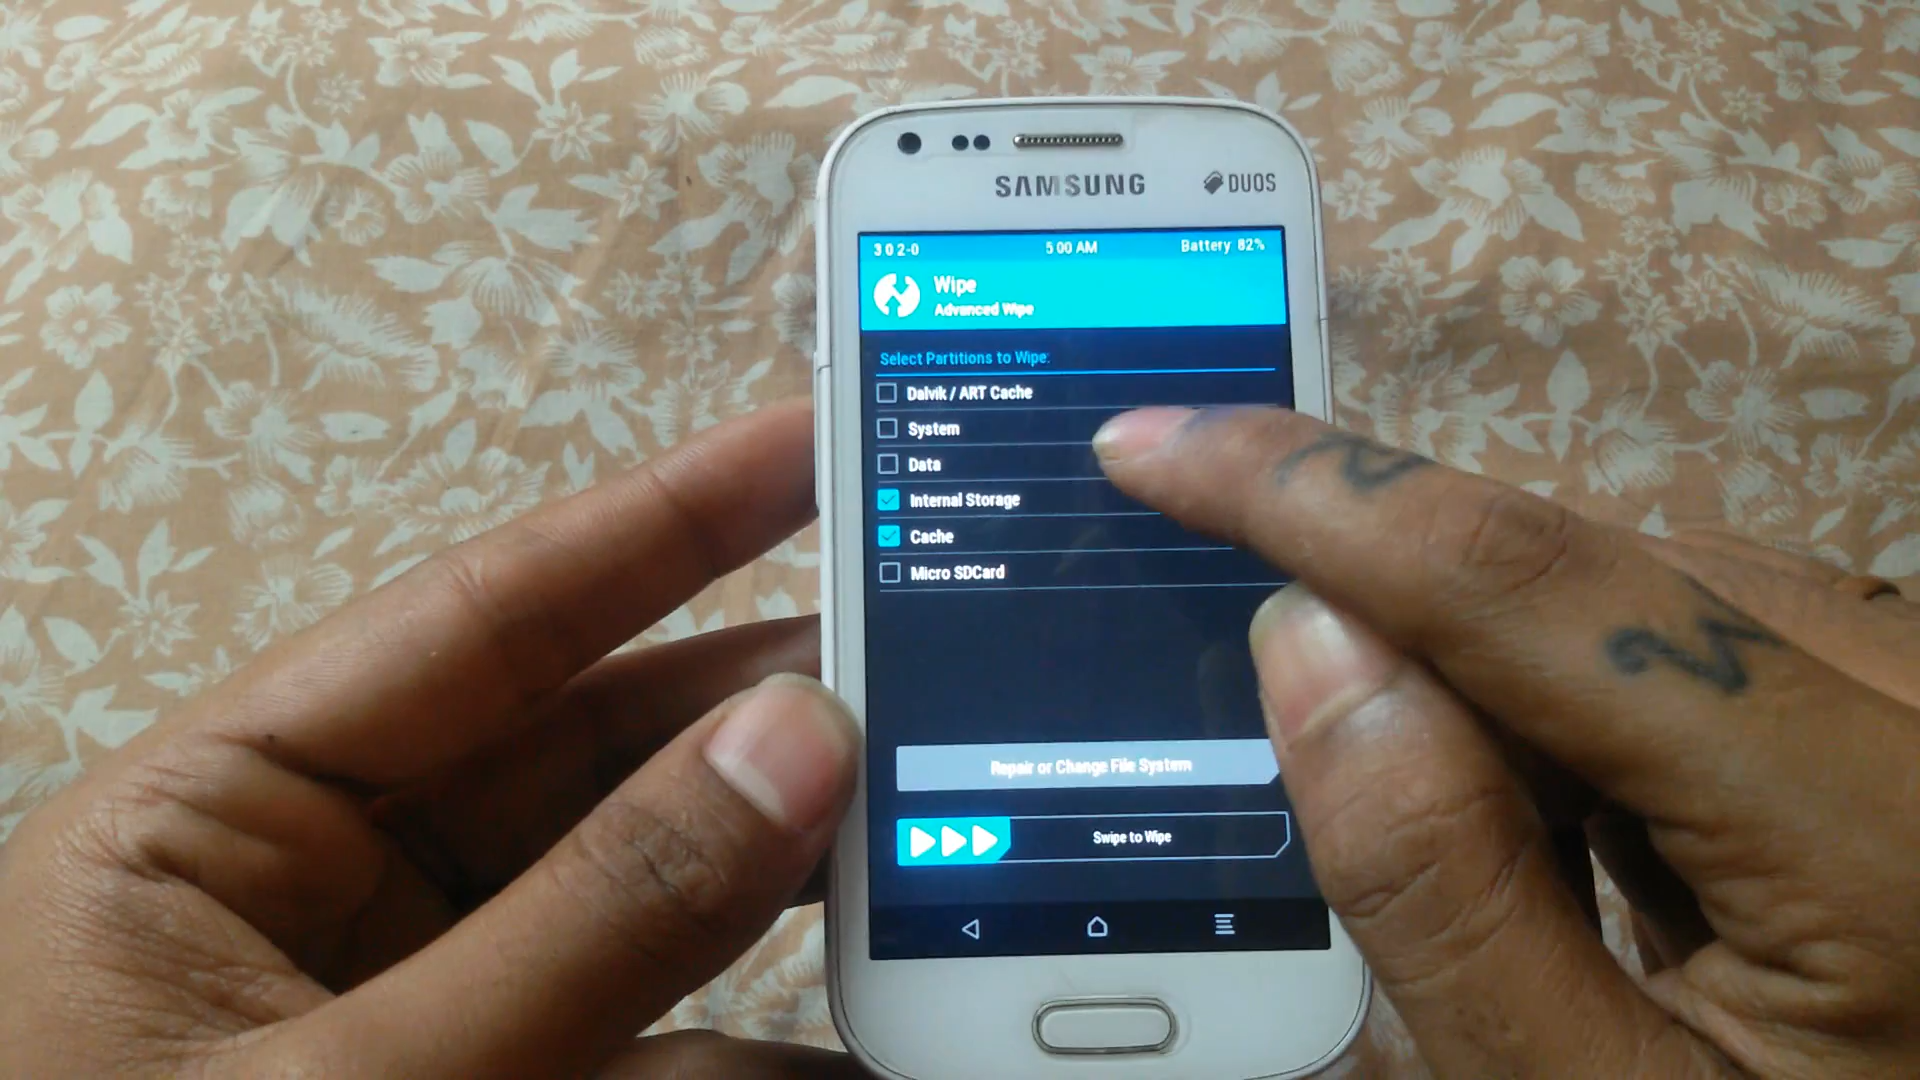 SAMSUNG
DUOS
3 0 2-0 5 00 AM Battery 82%
Wipe
Advanced Wipe
Select Partitions to Wipe:
Dalvik / ART Cache
System
Data
Internal Storage
Cache
Micro SDCard
Repair or Change File System
Swipe to Wipe